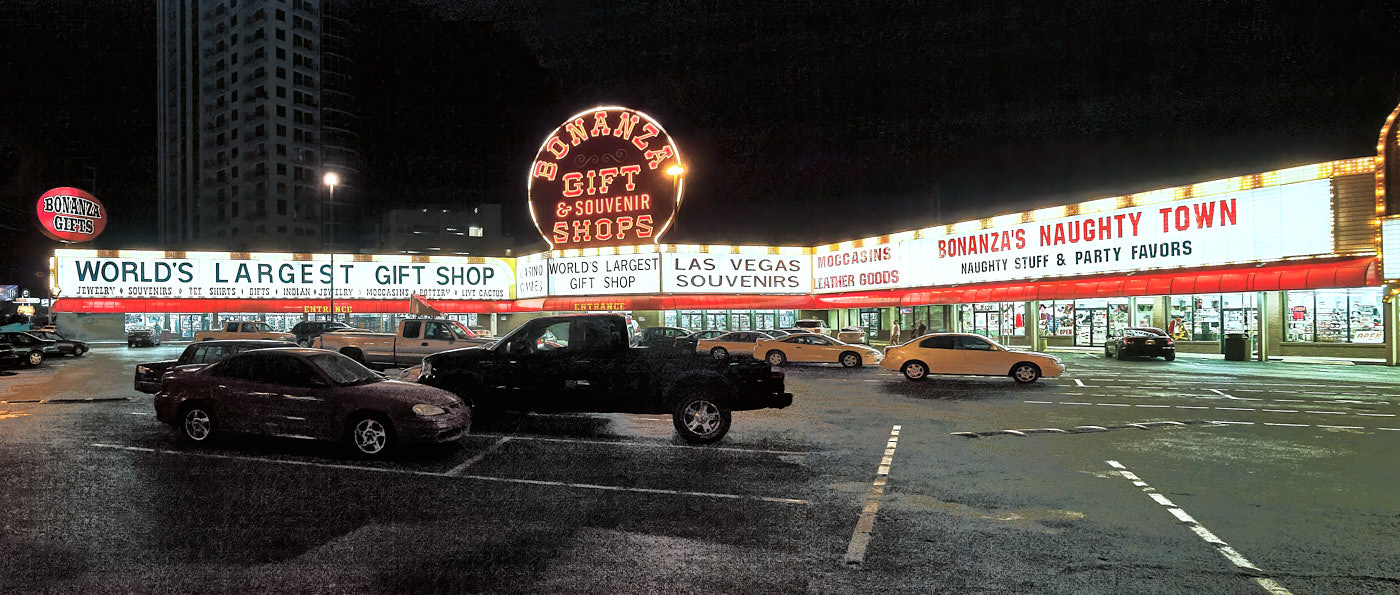 BONANZA
GIFTS
WORLD'S LARGEST GIFT SHOP
JEWELRY ♦ SOUVENIRS ♦ TEE SHIRTS ♦ GIFTS ♦ INDIAN JEWELRY ♦ MOCCASINS ♦ POTTERY ♦ LIVE CACTUS
ENTRANCE
BONANZA
GIFT
& SOUVENIR
SHOPS
CASINO
GAMES
WORLD'S LARGEST
GIFT SHOP
ENTRANCE
LAS VEGAS
SOUVENIRS
MOCCASINS
LEATHER GOODS
BONANZA'S NAUGHTY TOWN
NAUGHTY STUFF & PARTY FAVORS